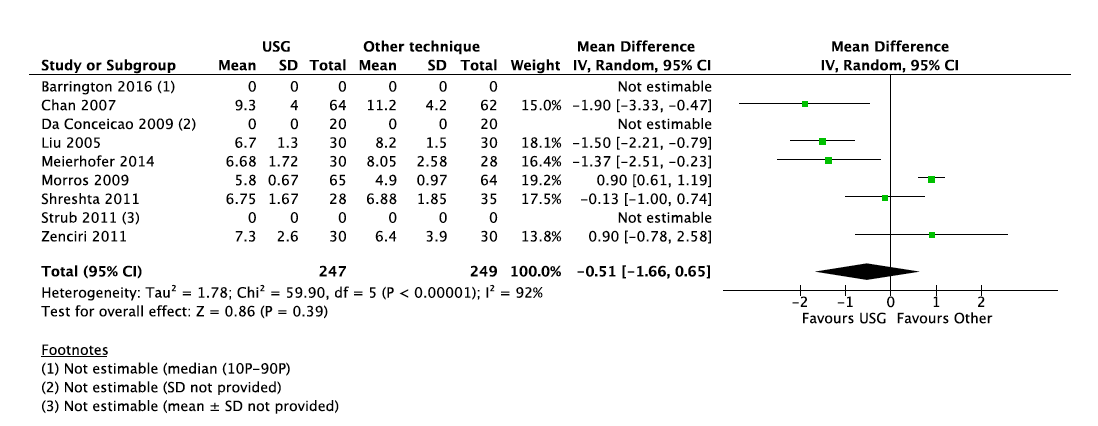 USG Other technique Mean Difference Mean Difference
Study or Subgroup Mean SD Total Mean SD Total Weight IV, Random, 95% CI IV, Random, 95% CI
Barrington 2016 (1) 0 0 0 0 0 0 Not estimable
Chan 2007 9.3 4 64 11.2 4.2 62 15.0% −1.90 [−3.33, −0.47]
Da Conceicao 2009 (2) 0 0 20 0 0 20 Not estimable
Liu 2005 6.7 1.3 30 8.2 1.5 30 18.1% −1.50 [−2.21, −0.79]
Meierhofer 2014 6.68 1.72 30 8.05 2.58 28 16.4% −1.37 [−2.51, −0.23]
Morros 2009 5.8 0.67 65 4.9 0.97 64 19.2% 0.90 [0.61, 1.19]
Shreshta 2011 6.75 1.67 28 6.88 1.85 35 17.5% −0.13 [−1.00, 0.74]
Strub 2011 (3) 0 0 0 0 0 0 Not estimable
Zenciri 2011 7.3 2.6 30 6.4 3.9 30 13.8% 0.90 [−0.78, 2.58]
Total (95% CI) 247 249 100.0% −0.51 [−1.66, 0.65]
Heterogeneity: Tau² = 1.78; Chi² = 59.90, df = 5 (P < 0.00001); I² = 92%
Test for overall effect: Z = 0.86 (P = 0.39)
−2 −1 0 1 2
Favours USG Favours Other
Footnotes
(1) Not estimable (median (10P−90P)
(2) Not estimable (SD not provided)
(3) Not estimable (mean ± SD not provided)